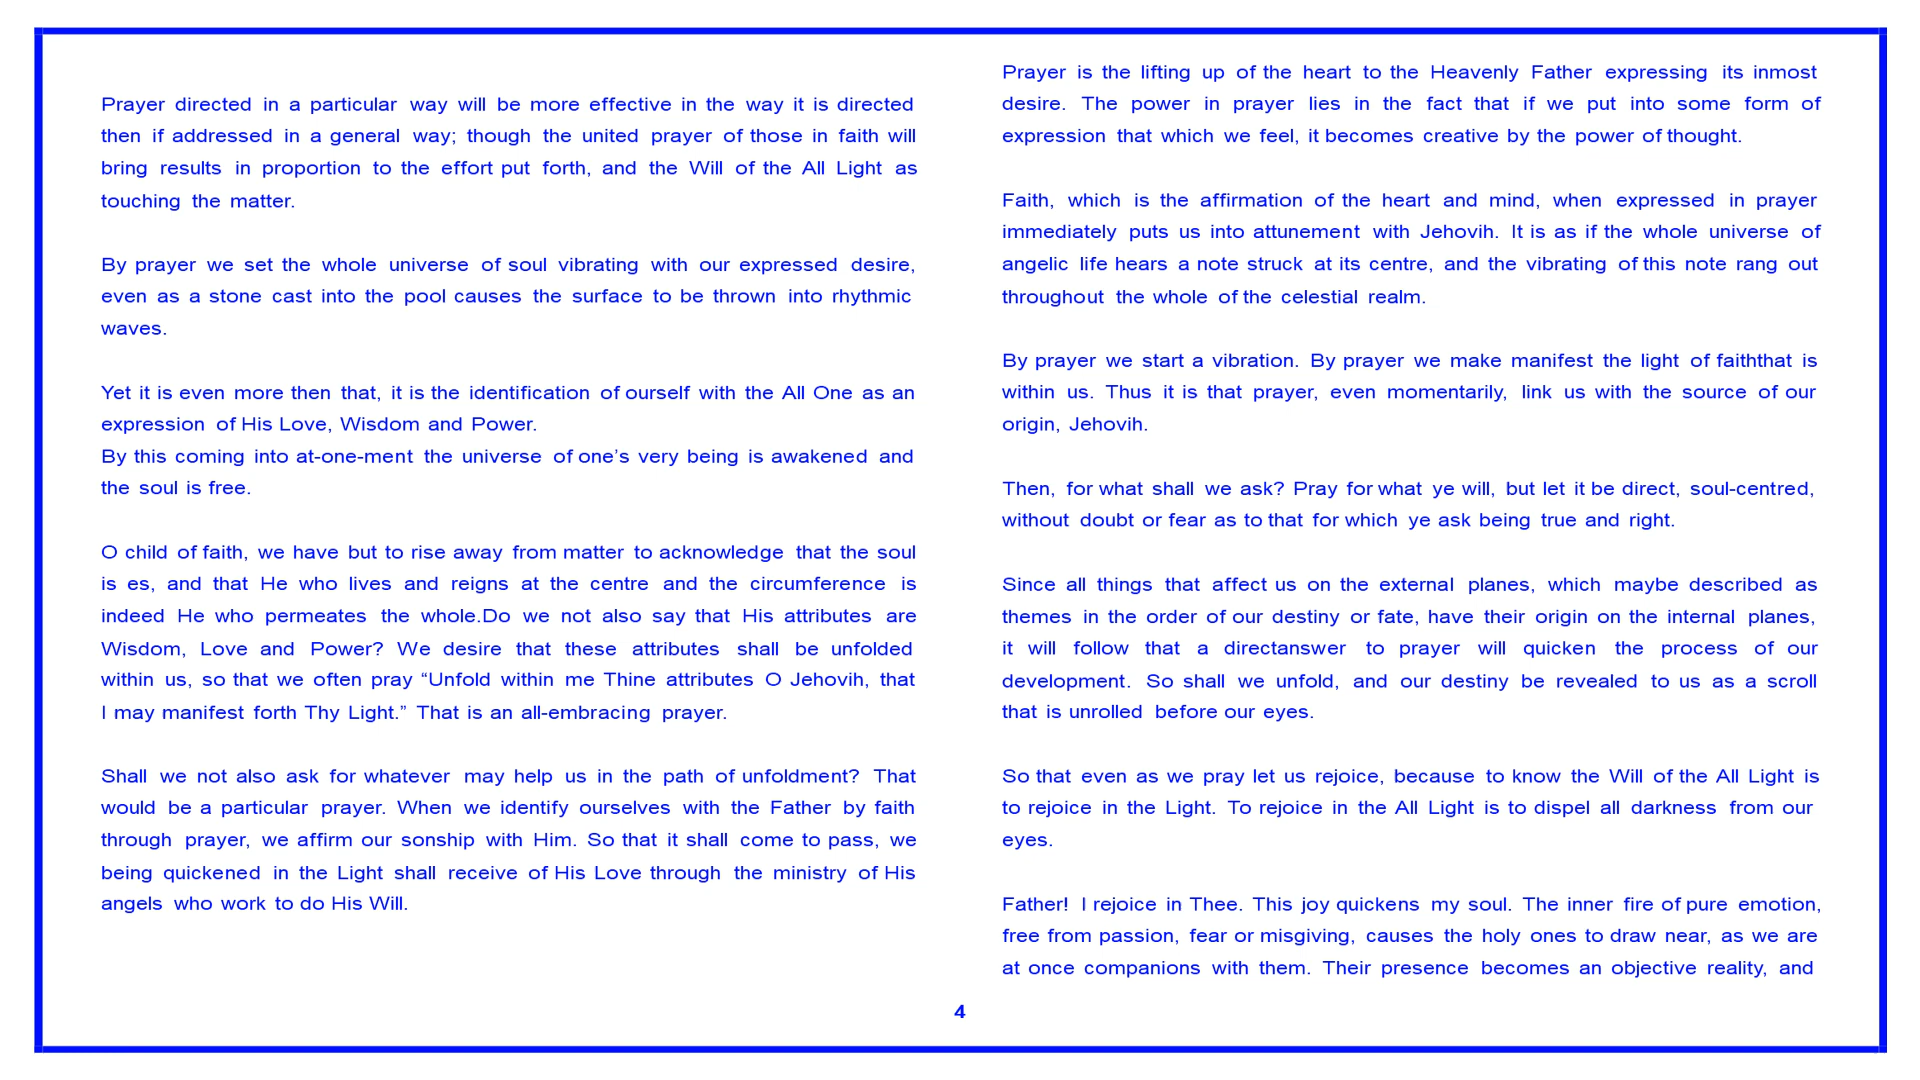 Prayer directed in a particular way will be more effective in the way it is directed
then if addressed in a general way; though the united prayer of those in faith will
bring results in proportion to the effort put forth, and the Will of the All Light as
touching the matter.
By prayer we set the whole universe of soul vibrating with our expressed desire,
even as a stone cast into the pool causes the surface to be thrown into rhythmic
waves.
Yet it is even more then that, it is the identification of ourself with the All One as an
expression of His Love, Wisdom and Power.
By this coming into at-one-ment the universe of one’s very being is awakened and
the soul is free.
O child of faith, we have but to rise away from matter to acknowledge that the soul
is es, and that He who lives and reigns at the centre and the circumference is
indeed He who permeates the whole.Do we not also say that His attributes are
Wisdom, Love and Power? We desire that these attributes shall be unfolded
within us, so that we often pray “Unfold within me Thine attributes O Jehovih, that
I may manifest forth Thy Light.” That is an all-embracing prayer.
Shall we not also ask for whatever may help us in the path of unfoldment? That
would be a particular prayer. When we identify ourselves with the Father by faith
through prayer, we affirm our sonship with Him. So that it shall come to pass, we
being quickened in the Light shall receive of His Love through the ministry of His
angels who work to do His Will.
Prayer is the lifting up of the heart to the Heavenly Father expressing its inmost
desire. The power in prayer lies in the fact that if we put into some form of
expression that which we feel, it becomes creative by the power of thought.
Faith, which is the affirmation of the heart and mind, when expressed in prayer
immediately puts us into attunement with Jehovih. It is as if the whole universe of
angelic life hears a note struck at its centre, and the vibrating of this note rang out
throughout the whole of the celestial realm.
By prayer we start a vibration. By prayer we make manifest the light of faiththat is
within us. Thus it is that prayer, even momentarily, link us with the source of our
origin, Jehovih.
Then, for what shall we ask? Pray for what ye will, but let it be direct, soul-centred,
without doubt or fear as to that for which ye ask being true and right.
Since all things that affect us on the external planes, which maybe described as
themes in the order of our destiny or fate, have their origin on the internal planes,
it will follow that a directanswer to prayer will quicken the process of our
development. So shall we unfold, and our destiny be revealed to us as a scroll
that is unrolled before our eyes.
So that even as we pray let us rejoice, because to know the Will of the All Light is
to rejoice in the Light. To rejoice in the All Light is to dispel all darkness from our
eyes.
Father! I rejoice in Thee. This joy quickens my soul. The inner fire of pure emotion,
free from passion, fear or misgiving, causes the holy ones to draw near, as we are
at once companions with them. Their presence becomes an objective reality, and
4